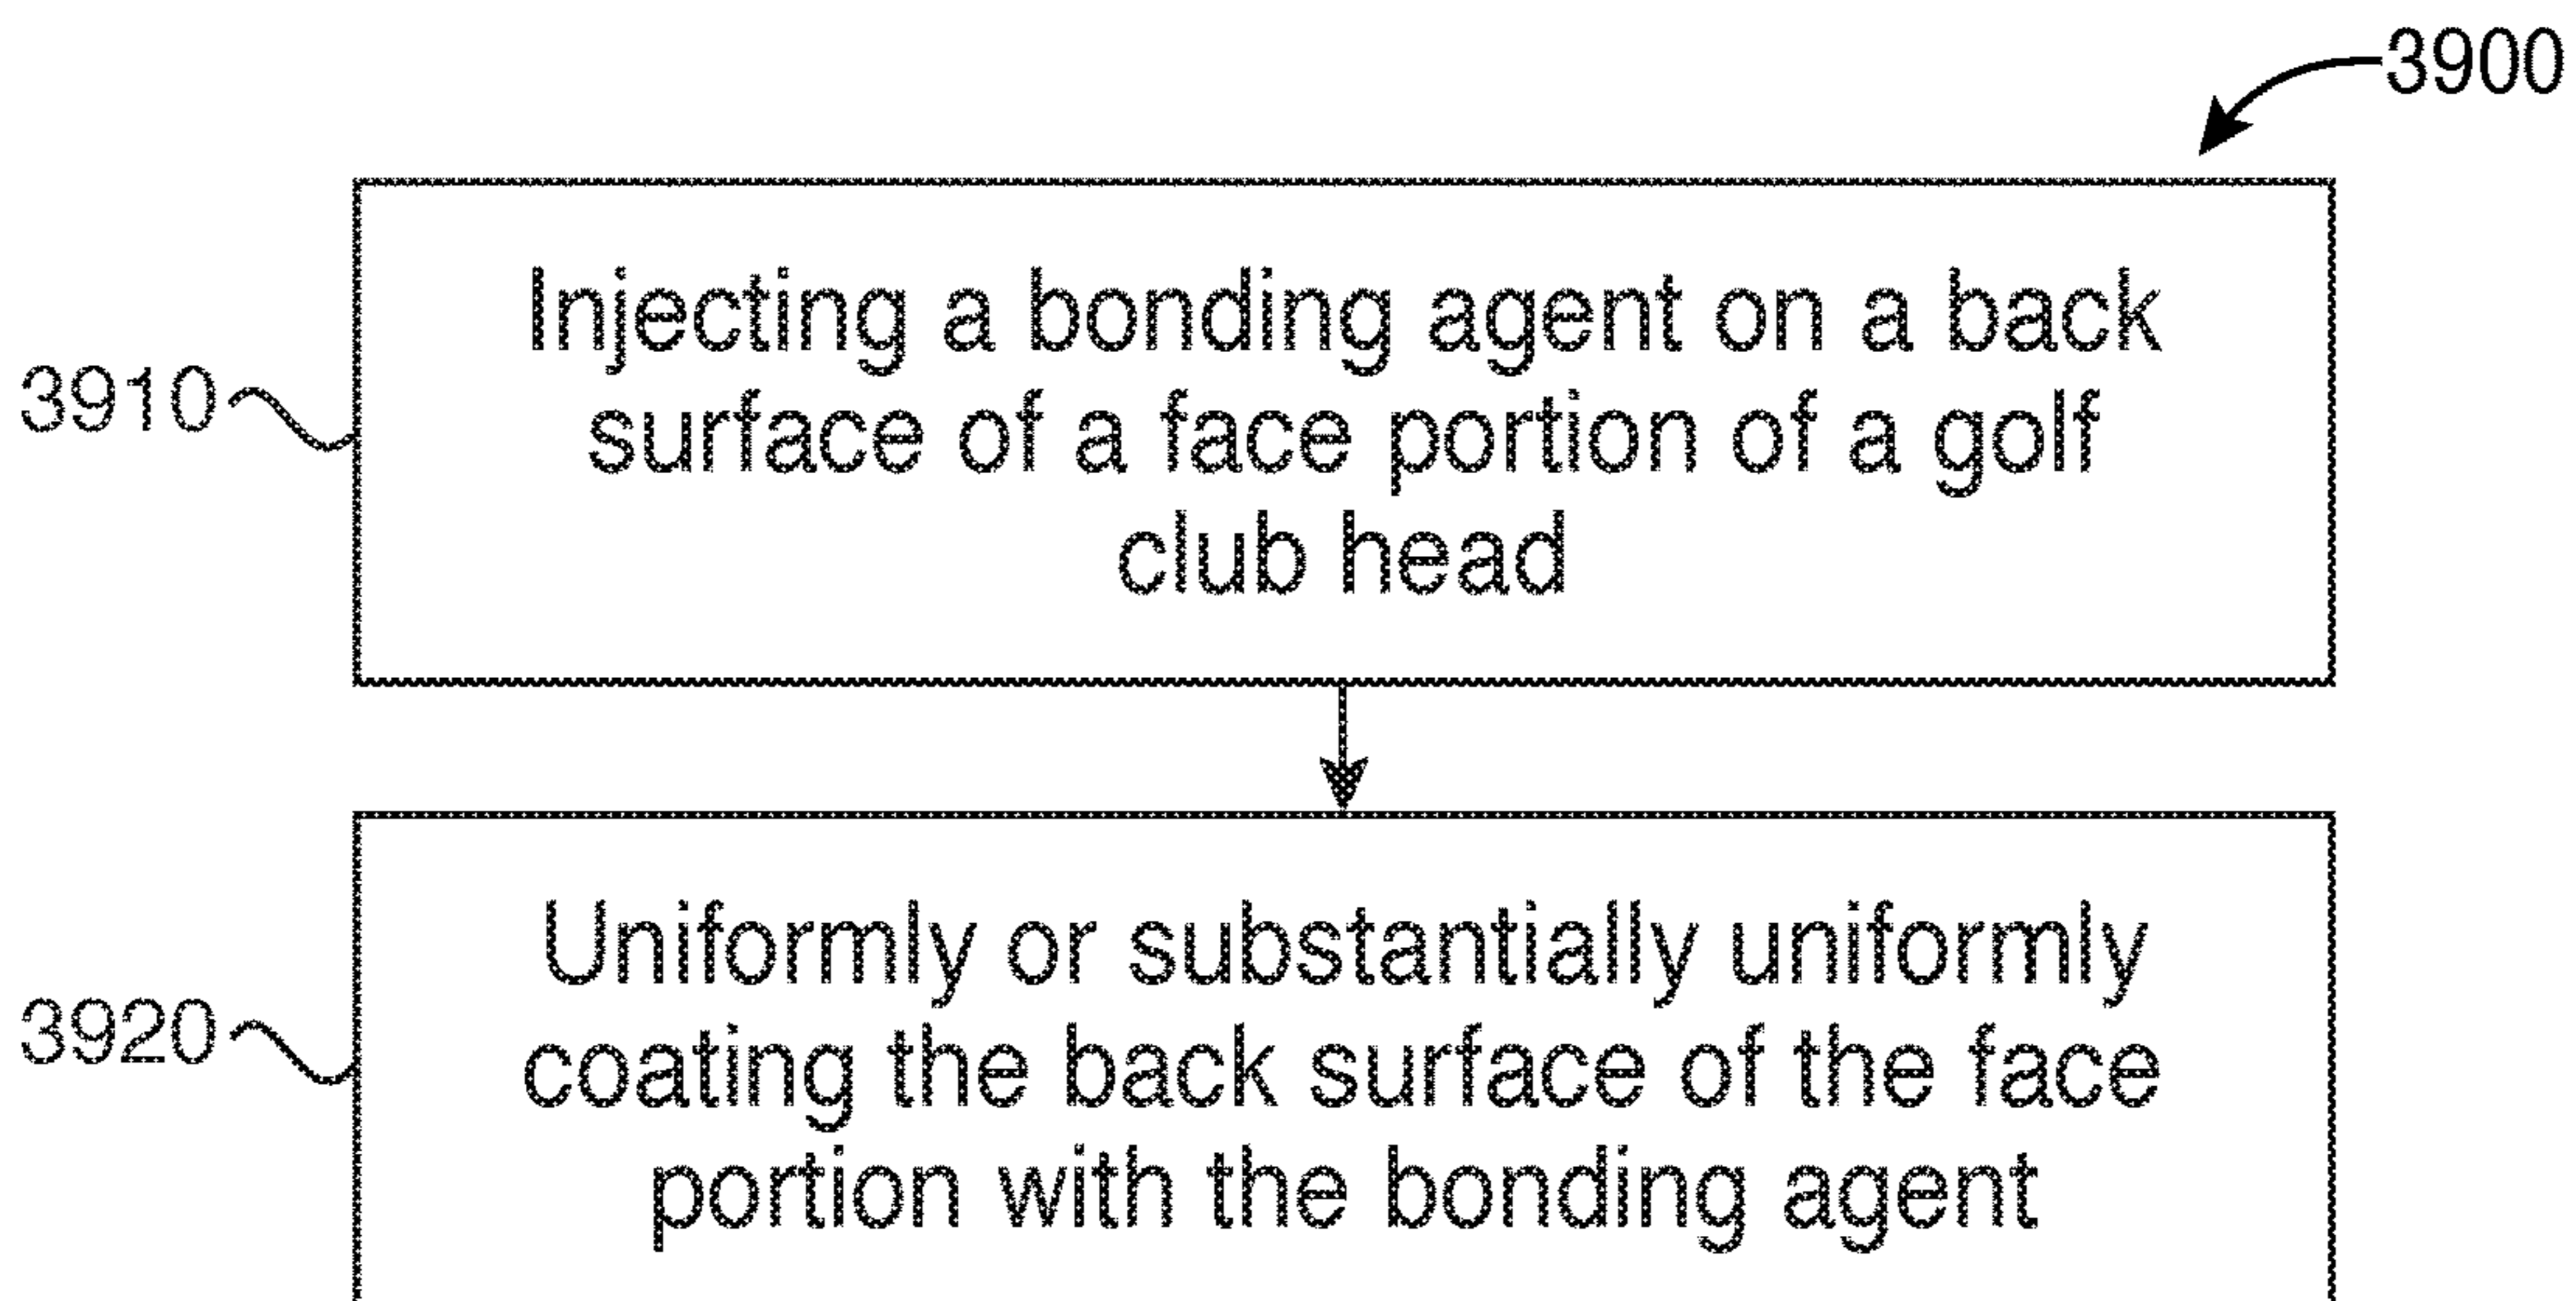 3900
Injecting a bonding agent on a back
surface of a face portion of a golf
club head
3910
Uniformly or substantially uniformly
coating the back surface of the face
portion with the bonding agent
3920